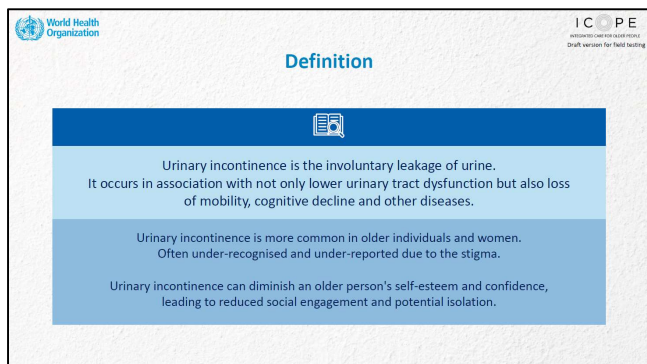 World Health
Organization
ICOPE
INTEGRATED CARE FOR OLDER PEOPLE
Draft version for field testing
Definition
Urinary incontinence is the involuntary leakage of urine.
It occurs in association with not only lower urinary tract dysfunction but also loss
of mobility, cognitive decline and other diseases.
Urinary incontinence is more common in older individuals and women.
Often under-recognised and under-reported due to the stigma.
Urinary incontinence can diminish an older person's self-esteem and confidence,
leading to reduced social engagement and potential isolation.